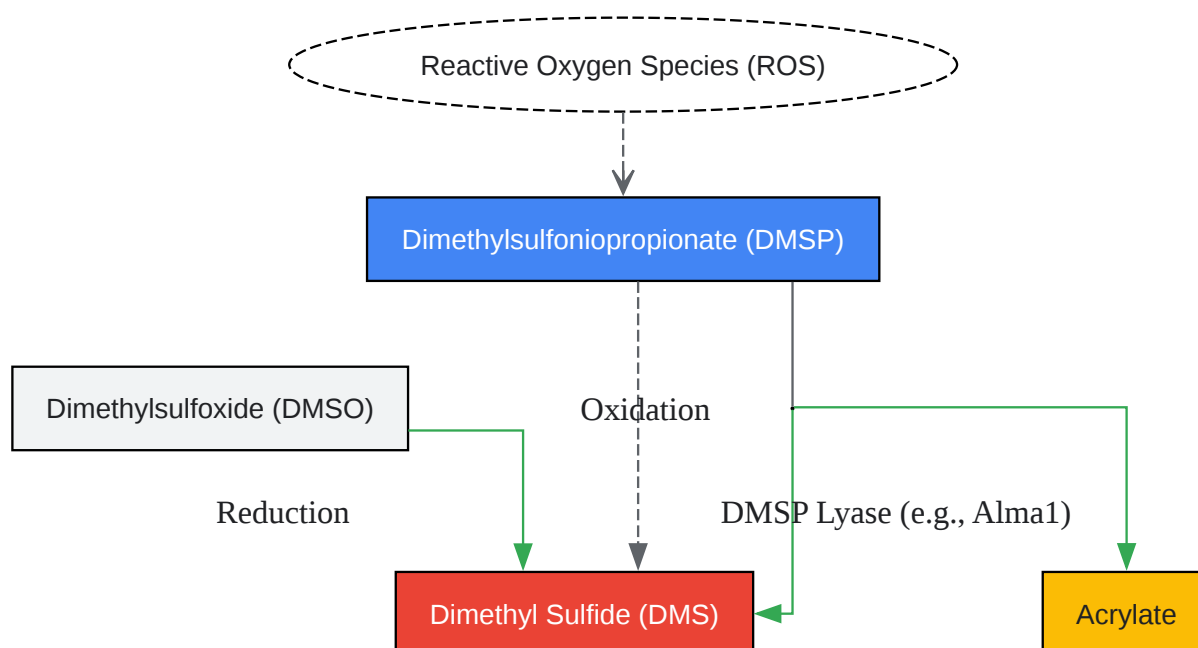 Reactive Oxygen Species (ROS)
Dimethylsulfoniopropionate (DMSP)
Dimethylsulfoxide (DMSO)
Oxidation
Reduction
DMSP Lyase (e.g., Alma1)
Dimethyl Sulfide (DMS)
Acrylate